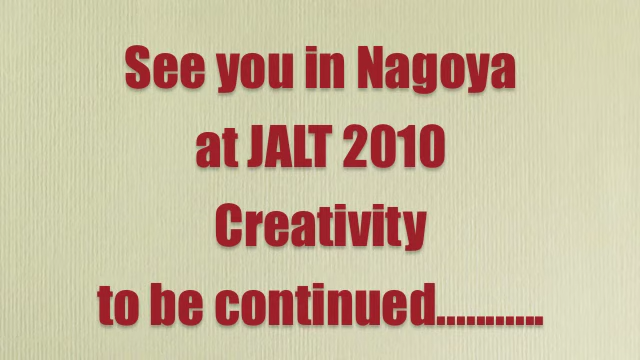 See you in Nagoya
at JALT 2010
Creativity
to be continued...........